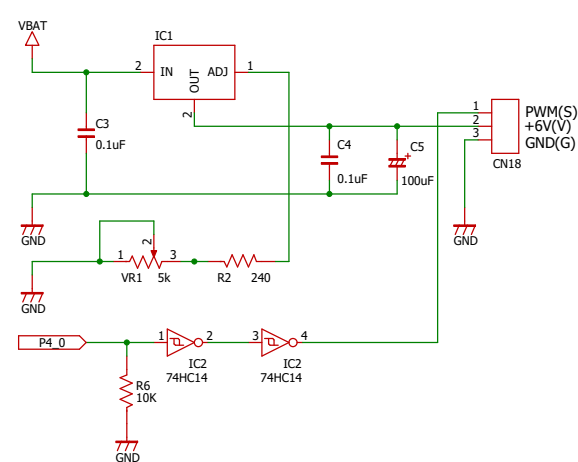 VBAT
IC1
2 IN ADJ 1
OUT
2
C3
0.1uF
C4
0.1uF
C5
+
100uF
1 PWM(S)
2 +6V(V)
3 GND(G)
CN18
GND
GND
2
1 3
VR1 5k
R2 240
GND
P4_0
1 2 3 4
IC2
74HC14
IC2
74HC14
R6
10K
GND